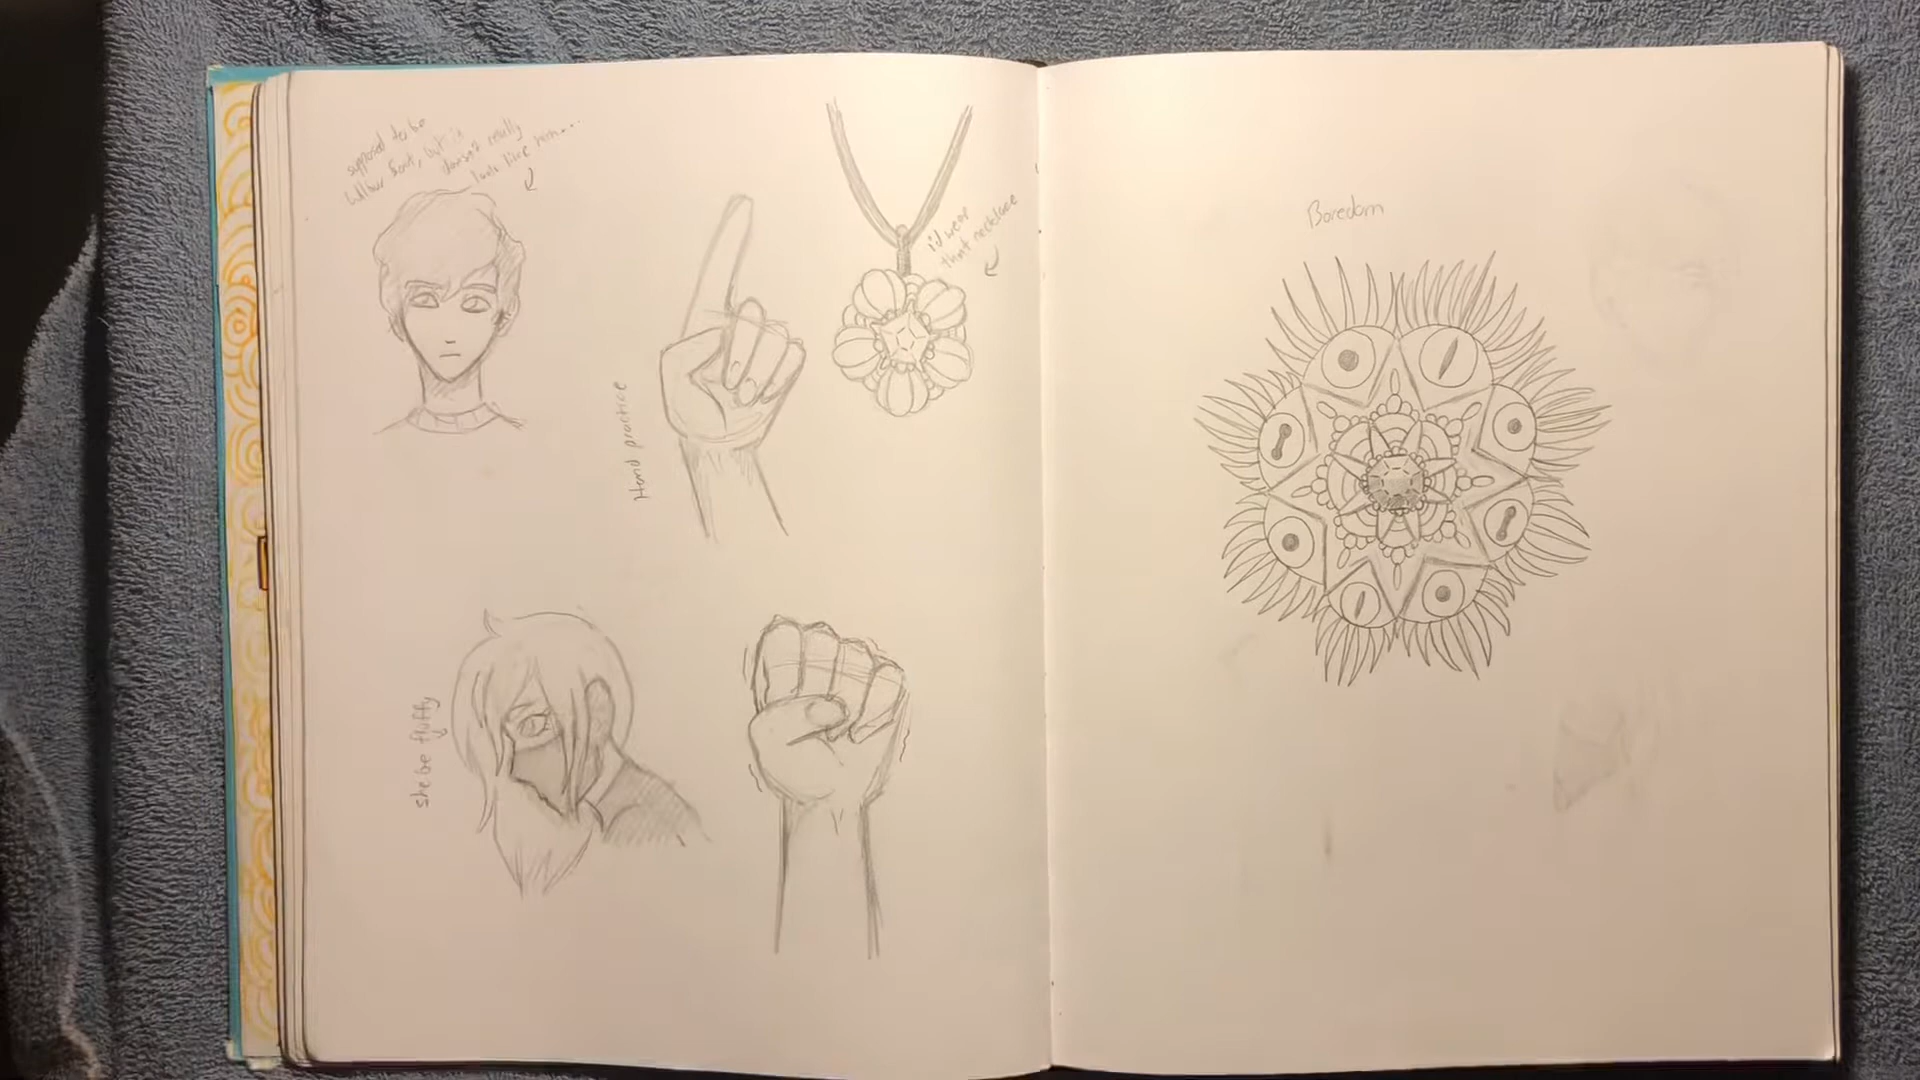 supposed to be
Wilbur Soot, but it
doesn't really
look like him...
i'd wear
that necklace
Hand practice
she be fluffy
Boredom